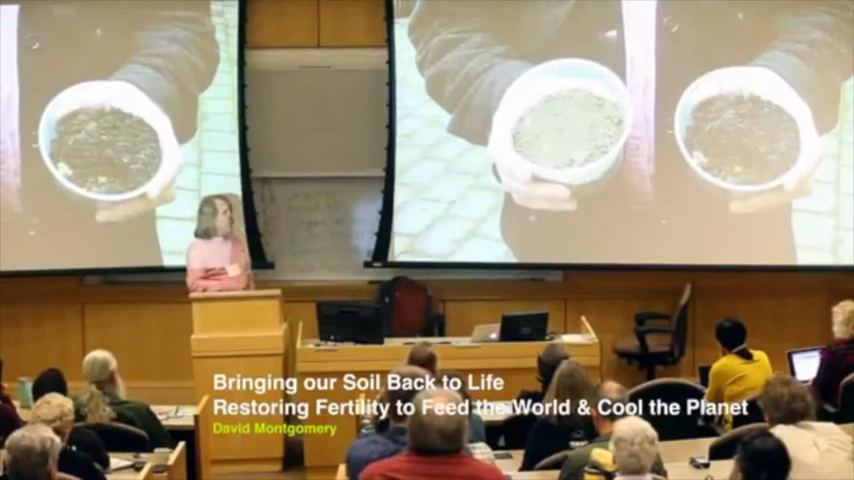 Bringing our Soil Back to Life
Restoring Fertility to Feed the World & Cool the Planet
David Montgomery